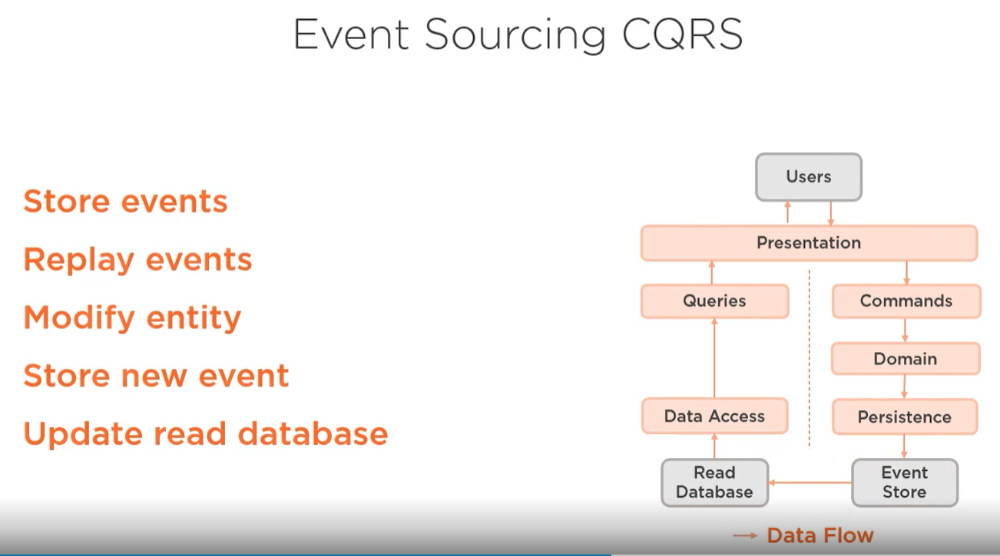 Event Sourcing CQRS
Store events
Replay events
Modify entity
Store new event
Update read database
Users
Presentation
Queries
Commands
Domain
Data Access
Persistence
Read
Database
Event
Store
Data Flow